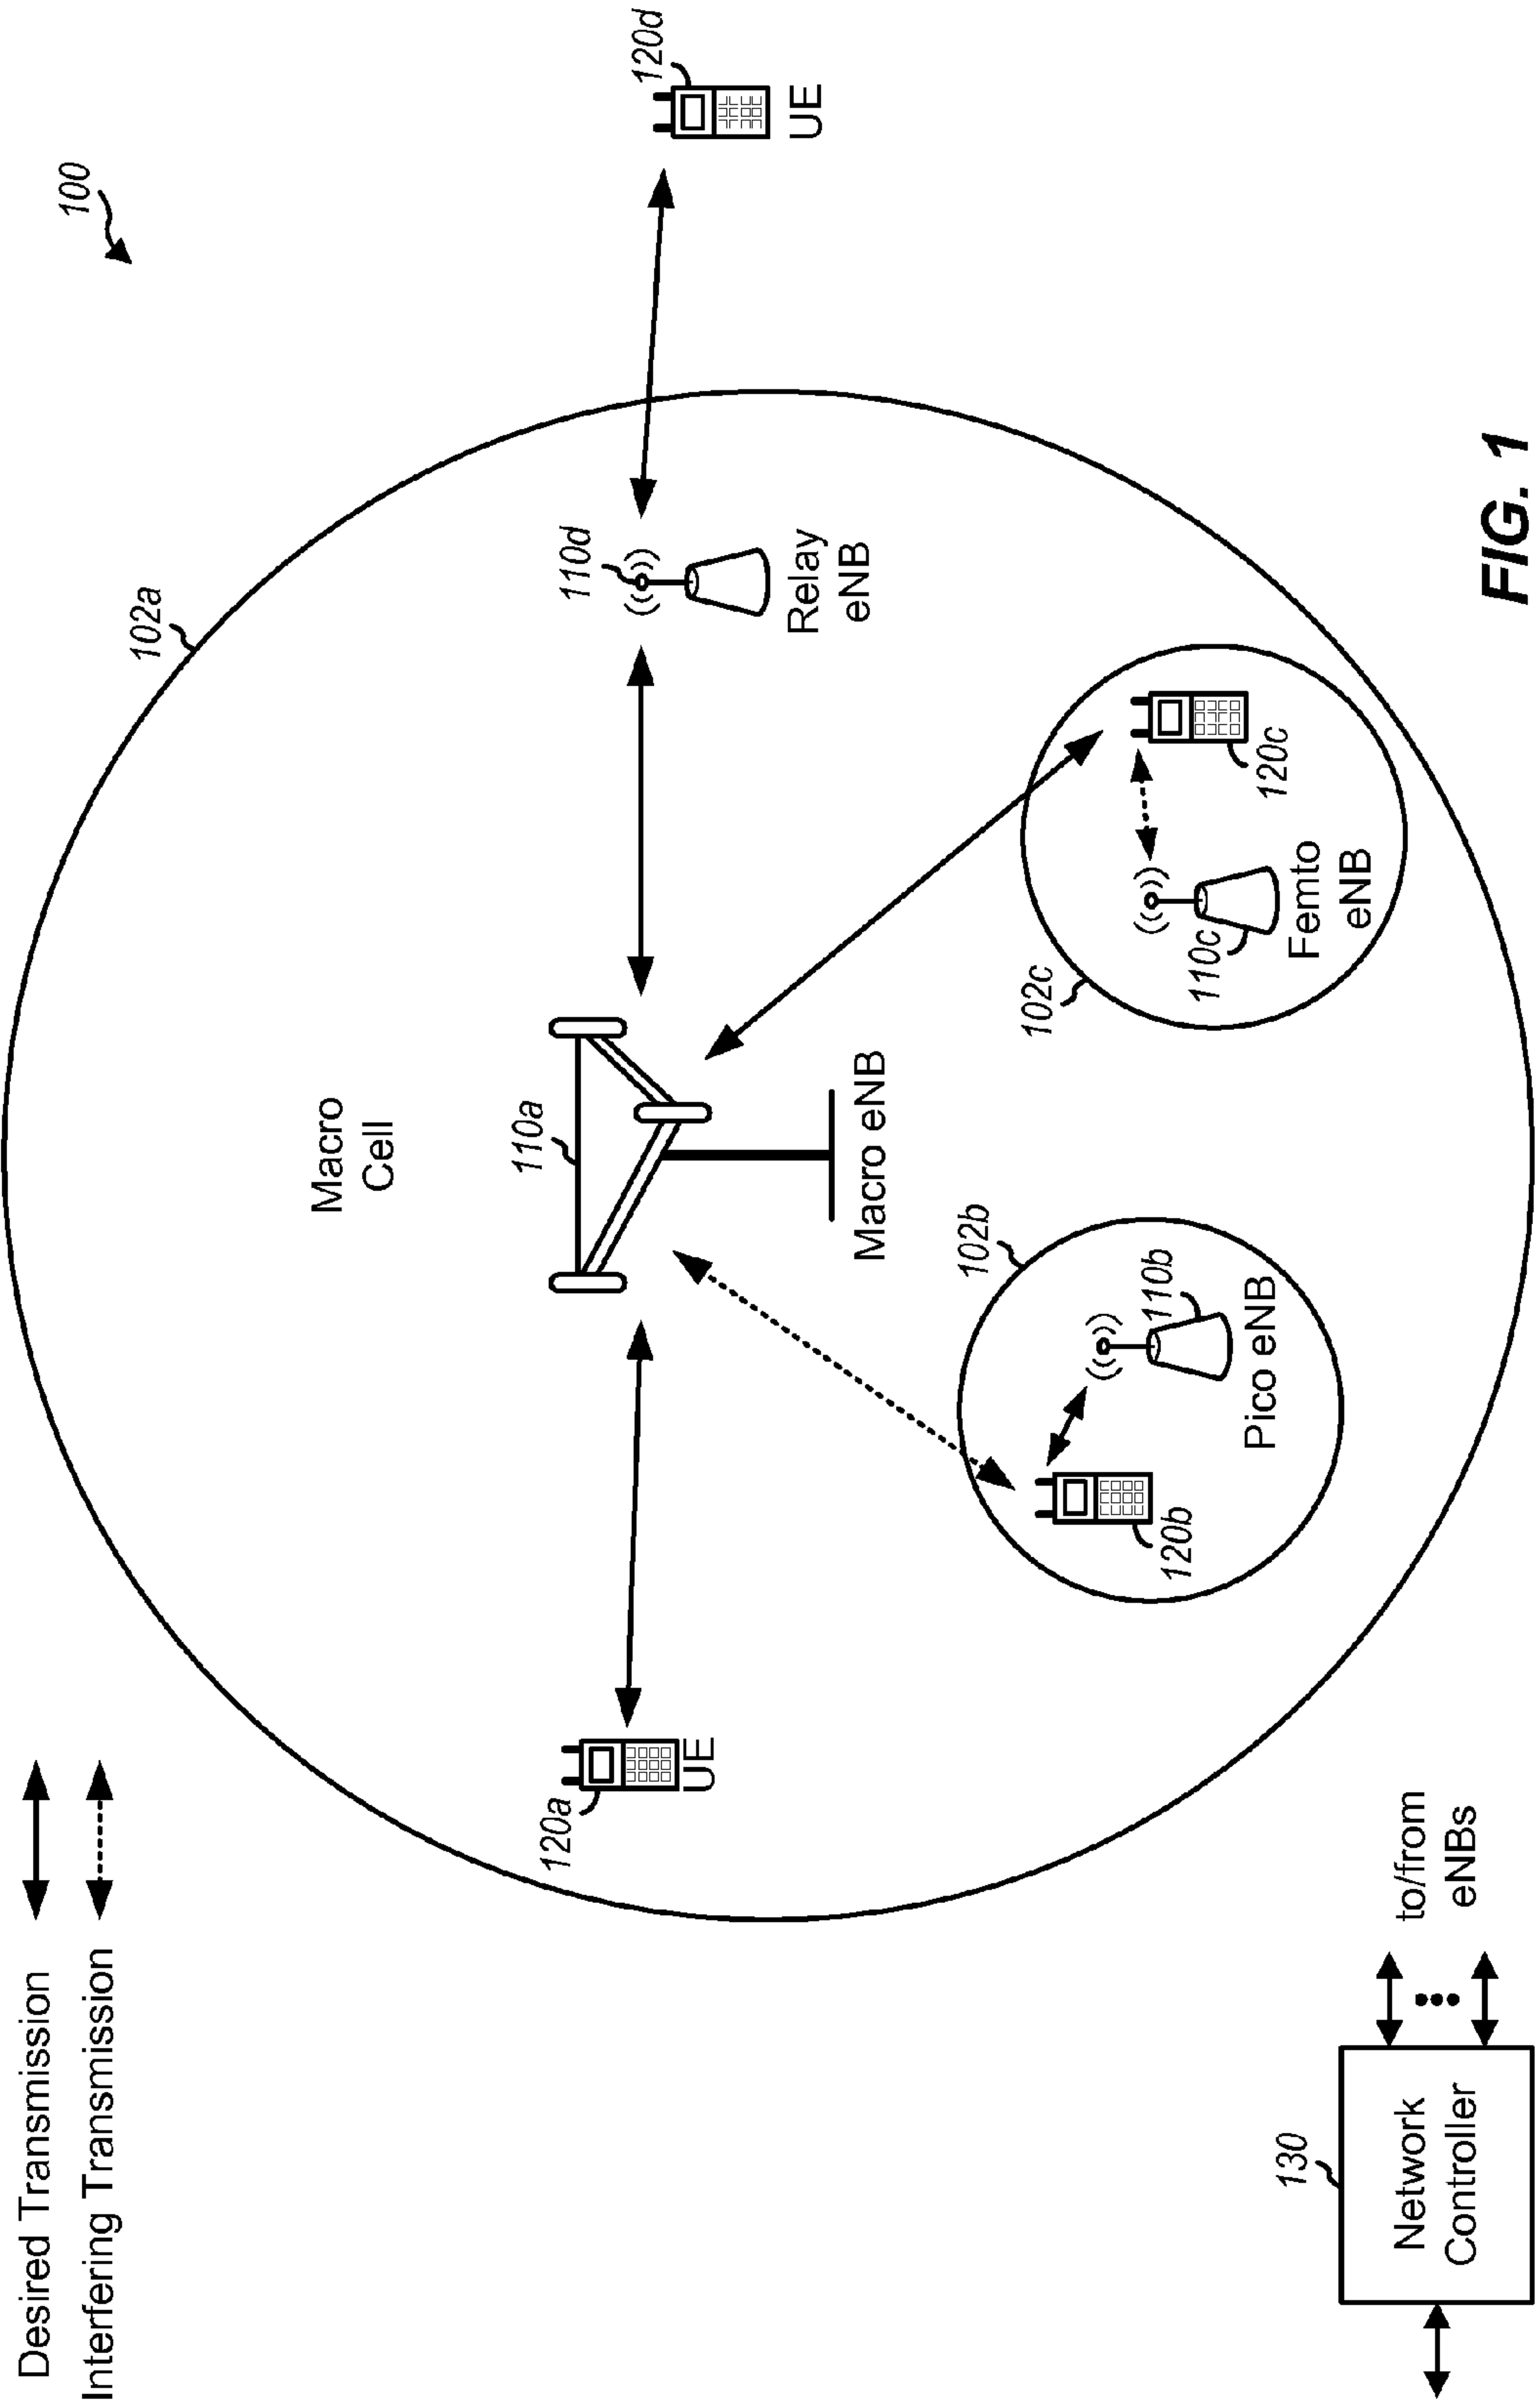 Desired Transmission
Interfering Transmission
100
102a
Macro
Cell
110a
Macro eNB
110d
Relay
eNB
120a
UE
120d
UE
102b
110b
Pico eNB
120b
102c
110c
Femto
eNB
120c
130
Network
Controller
to/from
eNBs
FIG. 1